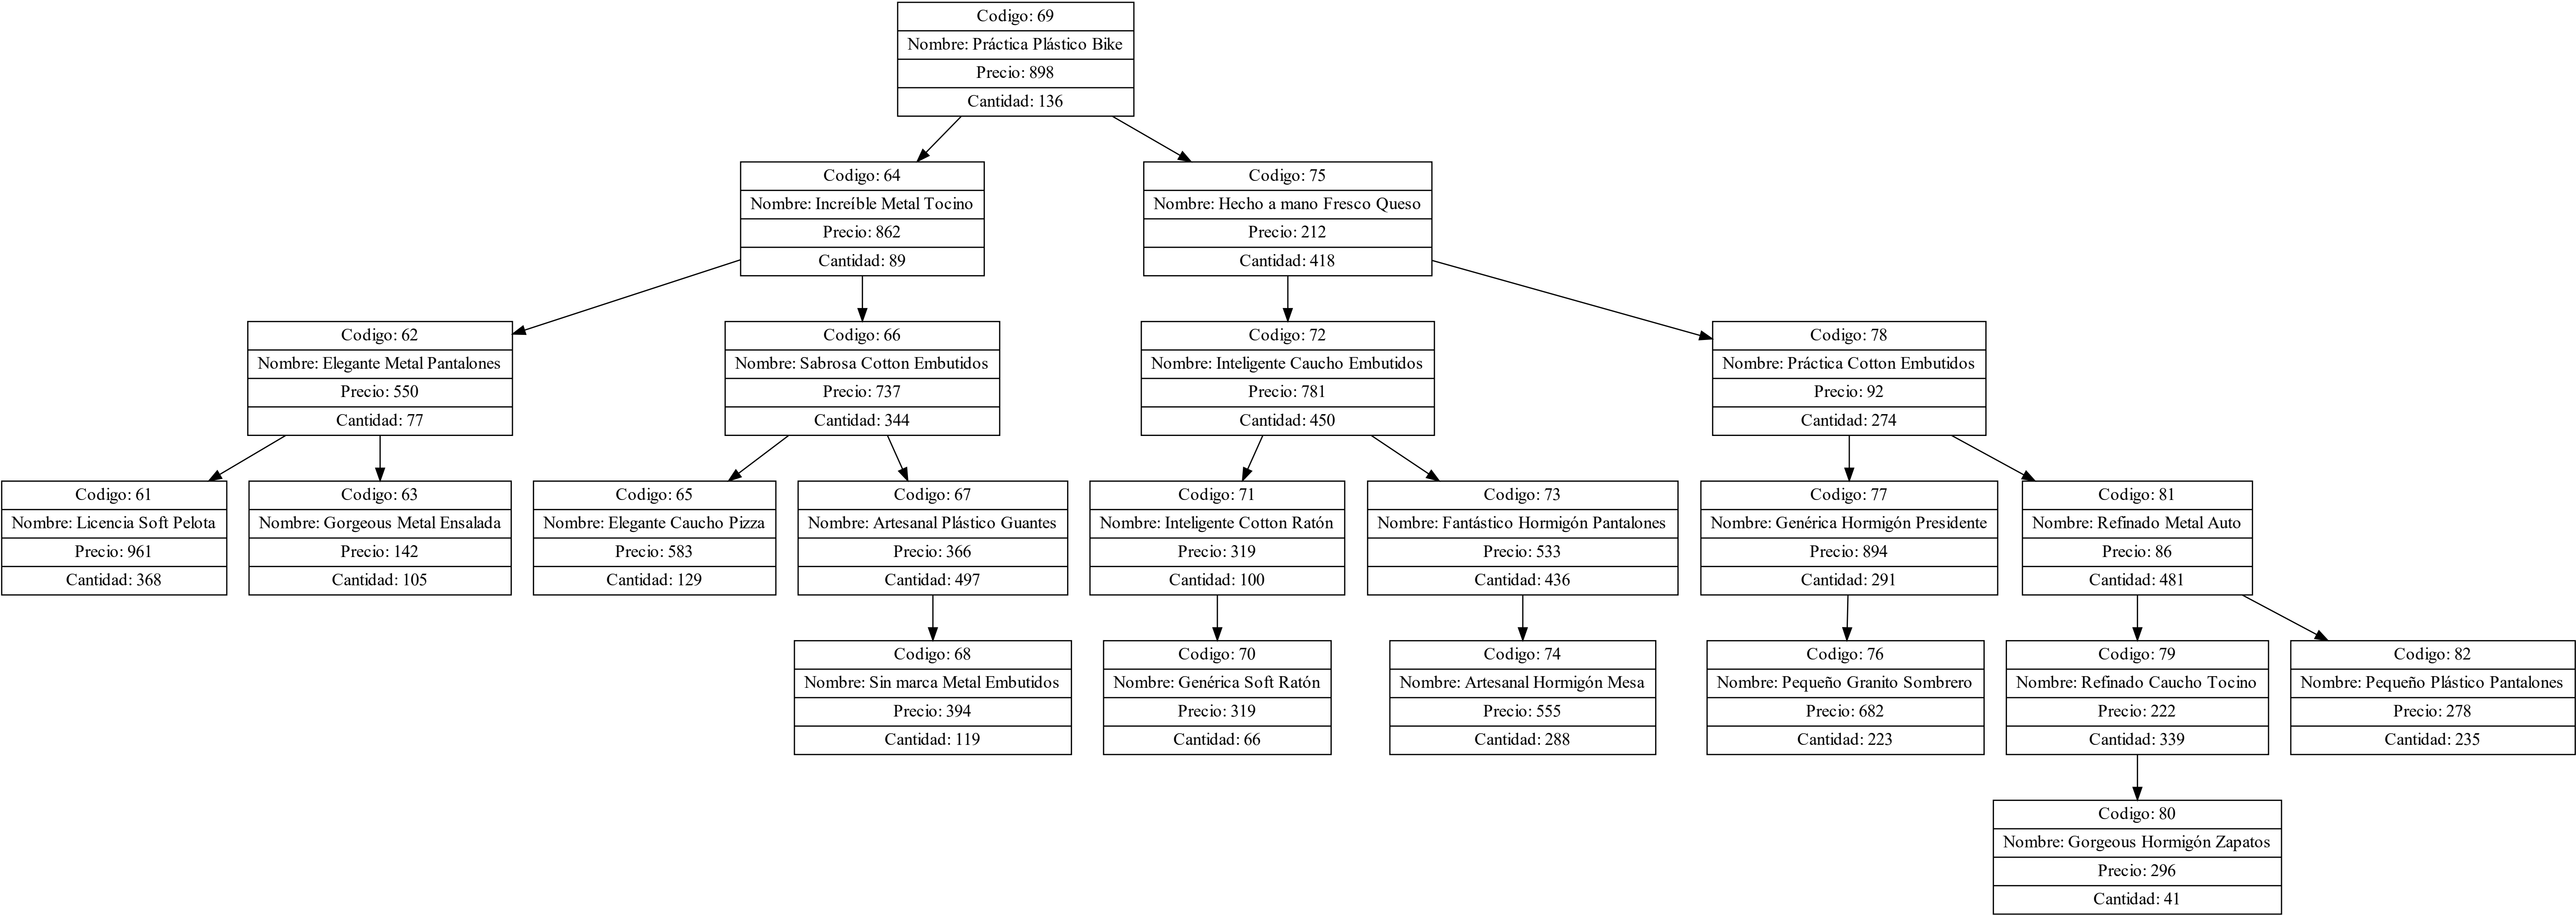 Codigo: 69
Nombre: Práctica Plástico Bike
Precio: 898
Cantidad: 136
Codigo: 64
Nombre: Increíble Metal Tocino
Precio: 862
Cantidad: 89
Codigo: 75
Nombre: Hecho a mano Fresco Queso
Precio: 212
Cantidad: 418
Codigo: 62
Nombre: Elegante Metal Pantalones
Precio: 550
Cantidad: 77
Codigo: 66
Nombre: Sabrosa Cotton Embutidos
Precio: 737
Cantidad: 344
Codigo: 72
Nombre: Inteligente Caucho Embutidos
Precio: 781
Cantidad: 450
Codigo: 78
Nombre: Práctica Cotton Embutidos
Precio: 92
Cantidad: 274
Codigo: 61
Nombre: Licencia Soft Pelota
Precio: 961
Cantidad: 368
Codigo: 63
Nombre: Gorgeous Metal Ensalada
Precio: 142
Cantidad: 105
Codigo: 65
Nombre: Elegante Caucho Pizza
Precio: 583
Cantidad: 129
Codigo: 67
Nombre: Artesanal Plástico Guantes
Precio: 366
Cantidad: 497
Codigo: 71
Nombre: Inteligente Cotton Ratón
Precio: 319
Cantidad: 100
Codigo: 73
Nombre: Fantástico Hormigón Pantalones
Precio: 533
Cantidad: 436
Codigo: 77
Nombre: Genérica Hormigón Presidente
Precio: 894
Cantidad: 291
Codigo: 81
Nombre: Refinado Metal Auto
Precio: 86
Cantidad: 481
Codigo: 68
Nombre: Sin marca Metal Embutidos
Precio: 394
Cantidad: 119
Codigo: 70
Nombre: Genérica Soft Ratón
Precio: 319
Cantidad: 66
Codigo: 74
Nombre: Artesanal Hormigón Mesa
Precio: 555
Cantidad: 288
Codigo: 76
Nombre: Pequeño Granito Sombrero
Precio: 682
Cantidad: 223
Codigo: 79
Nombre: Refinado Caucho Tocino
Precio: 222
Cantidad: 339
Codigo: 82
Nombre: Pequeño Plástico Pantalones
Precio: 278
Cantidad: 235
Codigo: 80
Nombre: Gorgeous Hormigón Zapatos
Precio: 296
Cantidad: 41